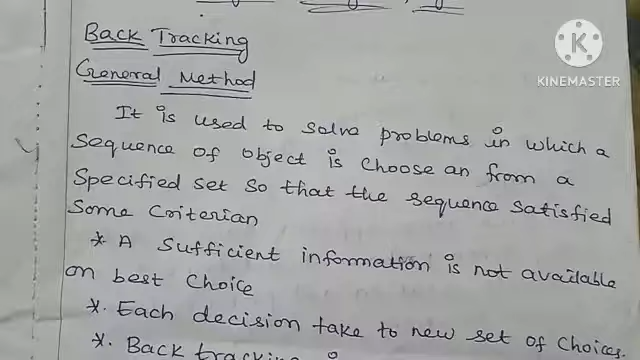 Back Tracking
K
KINEMASTER
General Method
It is used to solve problems in which a
sequence of object is choose an from a
specified set so that the sequence satisfied
some criterian
* A sufficient information is not available
on best choice
*. Each decision take to new set of choices.
*. Back tracking